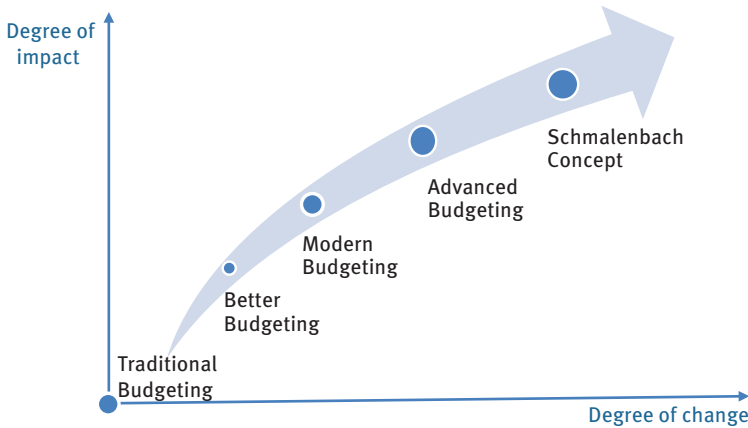 Degree of
impact
Schmalenbach
Concept
Advanced
Budgeting
Modern
Budgeting
Better
Budgeting
Traditional
Budgeting
Degree of change